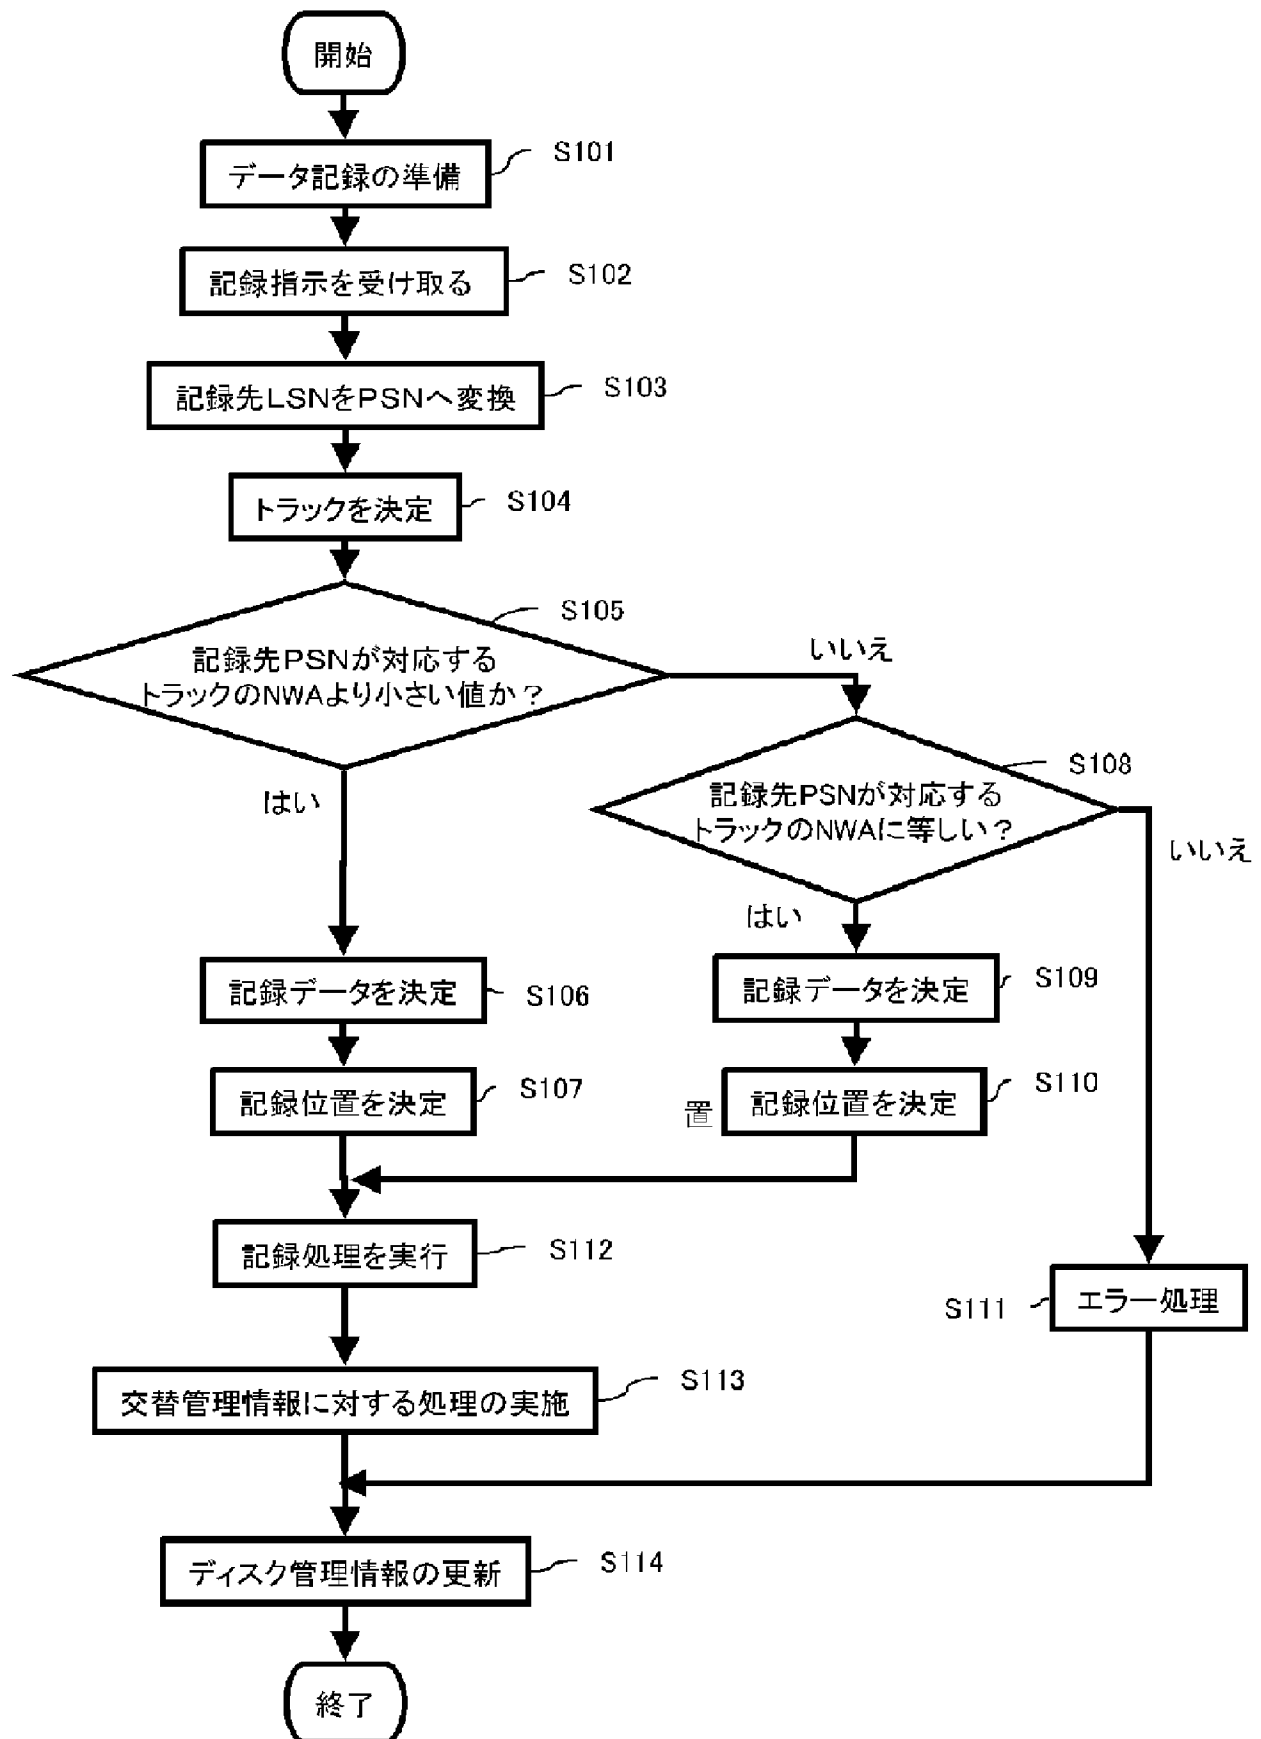 開始
データ記録の準備
S101
記録指示を受け取る
S102
記録先LSNをPSNへ変換
S103
トラックを決定
S104
S105
記録先PSNが対応する
トラックのNWAより小さい値か？
いいえ
はい
S108
記録先PSNが対応する
トラックのNWAに等しい？
いいえ
はい
記録データを決定
S106
記録データを決定
S109
記録位置を決定
S107
置
記録位置を決定
S110
記録処理を実行
S112
S111
エラー処理
交替管理情報に対する処理の実施
S113
ディスク管理情報の更新
S114
終了